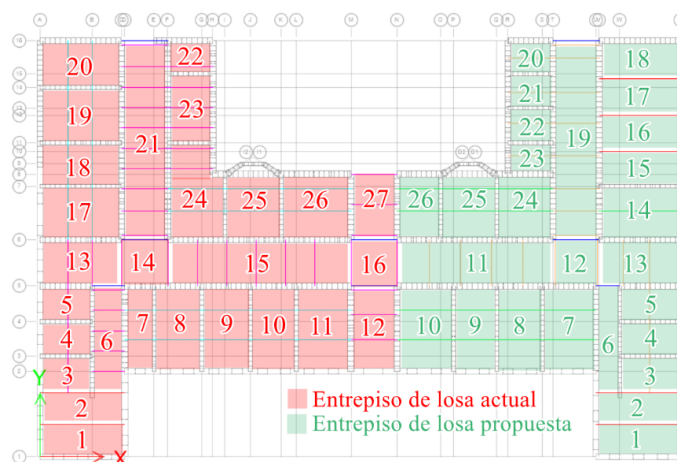 A B E F G H I J K L M N O P R S T W
22 20 18
20 21 17
23
19 21 22 19 16
18 23 15
17 24 25 26 27 26 25 24 14
13 14 15 16 11 12 13
5 5
4 6 7 8 9 10 11 12 10 9 8 7 6 4
3 3
Y
2 2
Entrepiso de losa actual
Entrepiso de losa propuesta
1 X 1